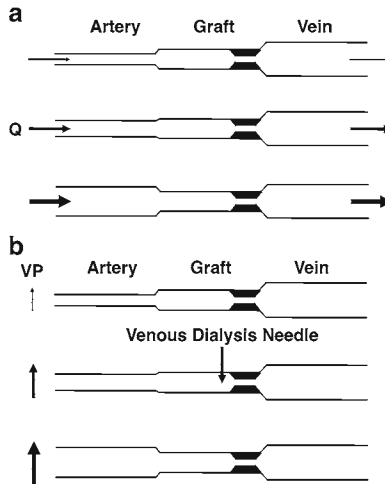 a
Artery Graft Vein
Q
b
VP Artery Graft Vein
Venous Dialysis Needle